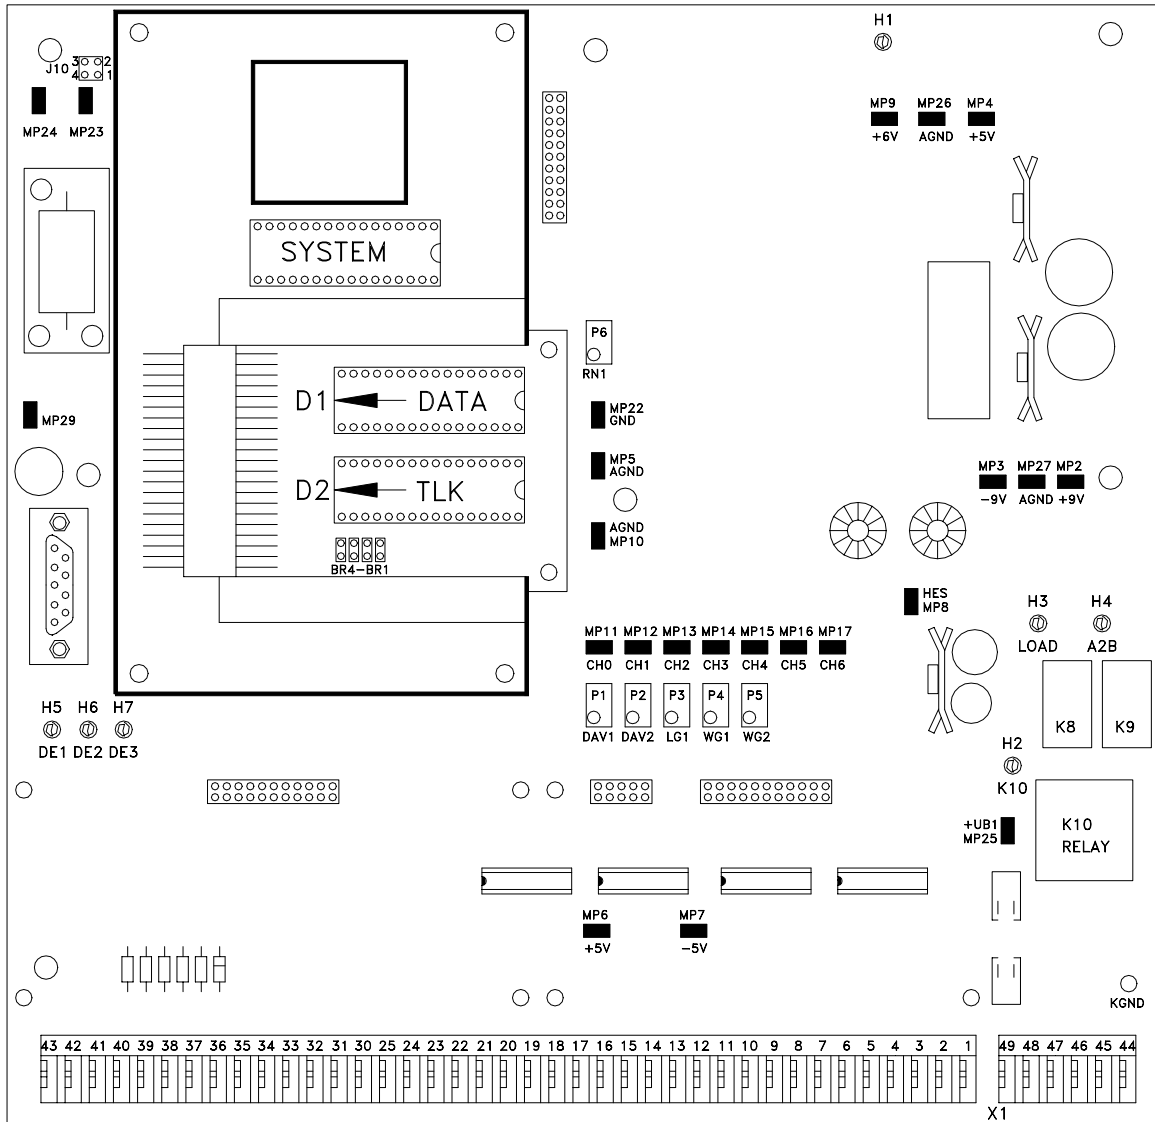 H1
J10 3 2
4 1
MP24 MP23
MP9 MP26 MP4
+6V AGND +5V
SYSTEM
P6
RN1
D1 DATA
MP22
GND
MP29
MP5
AGND
D2 TLK
MP3 MP27 MP2
-9V AGND +9V
AGND
MP10
BR4-BR1
HES
MP8
H3 H4
LOAD A2B
MP11 MP12 MP13 MP14 MP15 MP16 MP17
CH0 CH1 CH2 CH3 CH4 CH5 CH6
P1 P2 P3 P4 P5
DAV1 DAV2 LG1 WG1 WG2
H5 H6 H7
DE1 DE2 DE3
K8 K9
H2
K10
+UB1
MP25
K10
RELAY
MP6 MP7
+5V -5V
KGND
43 42 41 40 39 38 37 36 35 34 33 32 31 30 25 24 23 22 21 20 19 18 17 16 15 14 13 12 11 10 9 8 7 6 5 4 3 2 1 49 48 47 46 45 44
X1